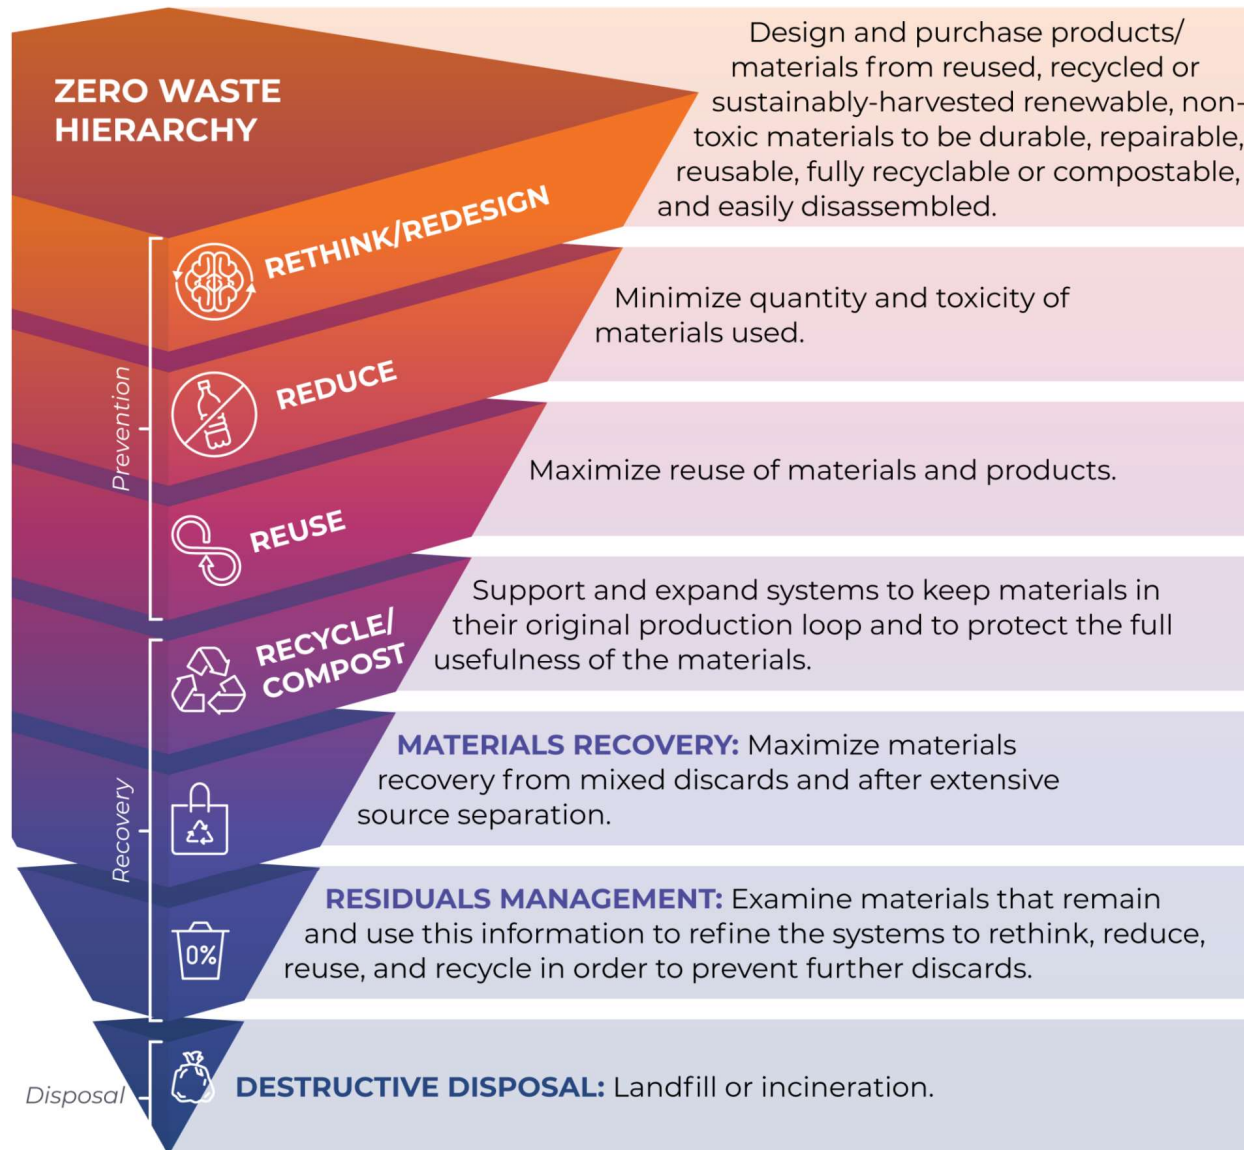 ZERO WASTE
HIERARCHY
Design and purchase products/
materials from reused, recycled or
sustainably-harvested renewable, non-
toxic materials to be durable, repairable,
reusable, fully recyclable or compostable,
and easily disassembled.
RETHINK/REDESIGN
Minimize quantity and toxicity of
materials used.
REDUCE
Prevention
Maximize reuse of materials and products.
REUSE
Support and expand systems to keep materials in
their original production loop and to protect the full
usefulness of the materials.
RECYCLE/
COMPOST
MATERIALS RECOVERY: Maximize materials
recovery from mixed discards and after extensive
source separation.
Recovery
RESIDUALS MANAGEMENT: Examine materials that remain
and use this information to refine the systems to rethink, reduce,
reuse, and recycle in order to prevent further discards.
0%
Disposal
DESTRUCTIVE DISPOSAL: Landfill or incineration.